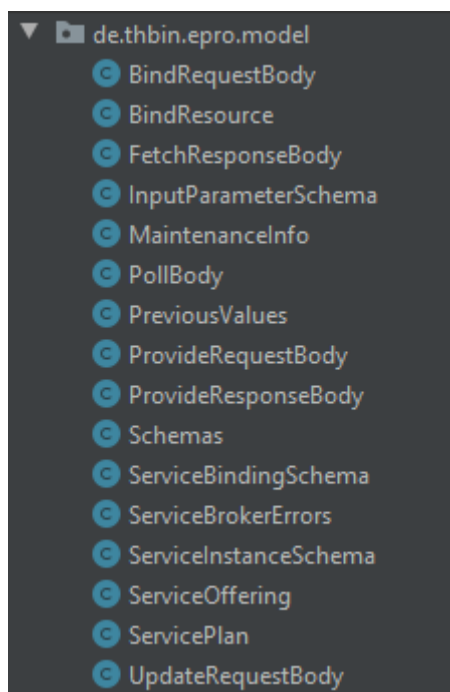 de.thbin.epro.model
BindRequestBody
BindResource
FetchResponseBody
InputParameterSchema
MaintenanceInfo
PollBody
PreviousValues
ProvideRequestBody
ProvideResponseBody
Schemas
ServiceBindingSchema
ServiceBrokerErrors
ServiceInstanceSchema
ServiceOffering
ServicePlan
UpdateRequestBody